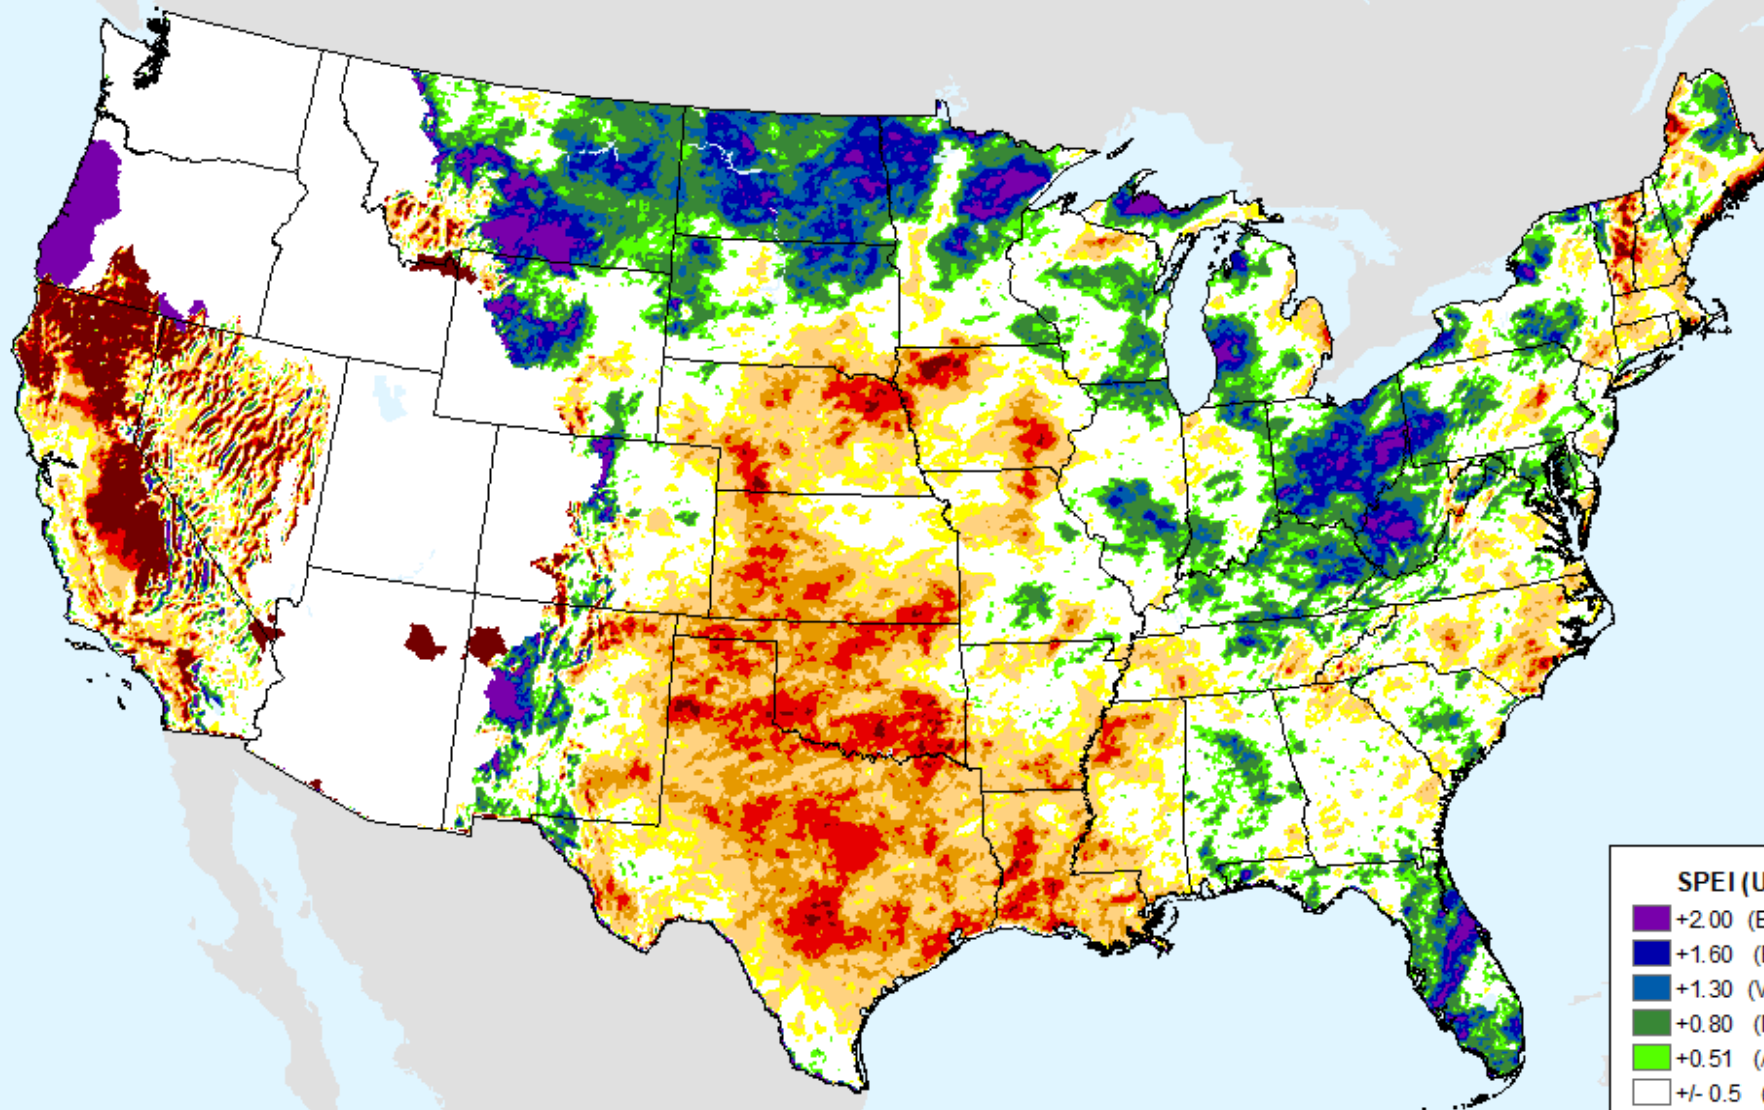 SPEI (U
+2.00 (E
+1.60 (
+1.30 (V
+0.80 (
+0.51 (
+/- 0.5 (